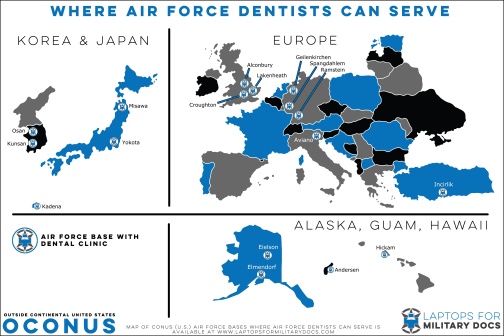 WHERE AIR FORCE DENTISTS CAN SERVE
KOREA & JAPAN
EUROPE
Alconbury
Geilenkirchen
Spangdahlem
Ramstein
Lakenheath
Croughton
Misawa
Osan
Kunsan
Yokota
Aviano
Incirlik
Kadena
ALASKA, GUAM, HAWAII
AIR FORCE BASE WITH
DENTAL CLINIC
Eielson
Elmendorf
Hickam
Andersen
OUTSIDE CONTINENTAL UNITED STATES
OCONUS
MAP OF CONUS (U.S.) AIR FORCE BASES WHERE AIR FORCE DENTISTS CAN SERVE IS
AVAILABLE AT WWW.LAPTOPSFORMILITARYDOCS.COM
LAPTOPS FOR
MILITARY DOCS